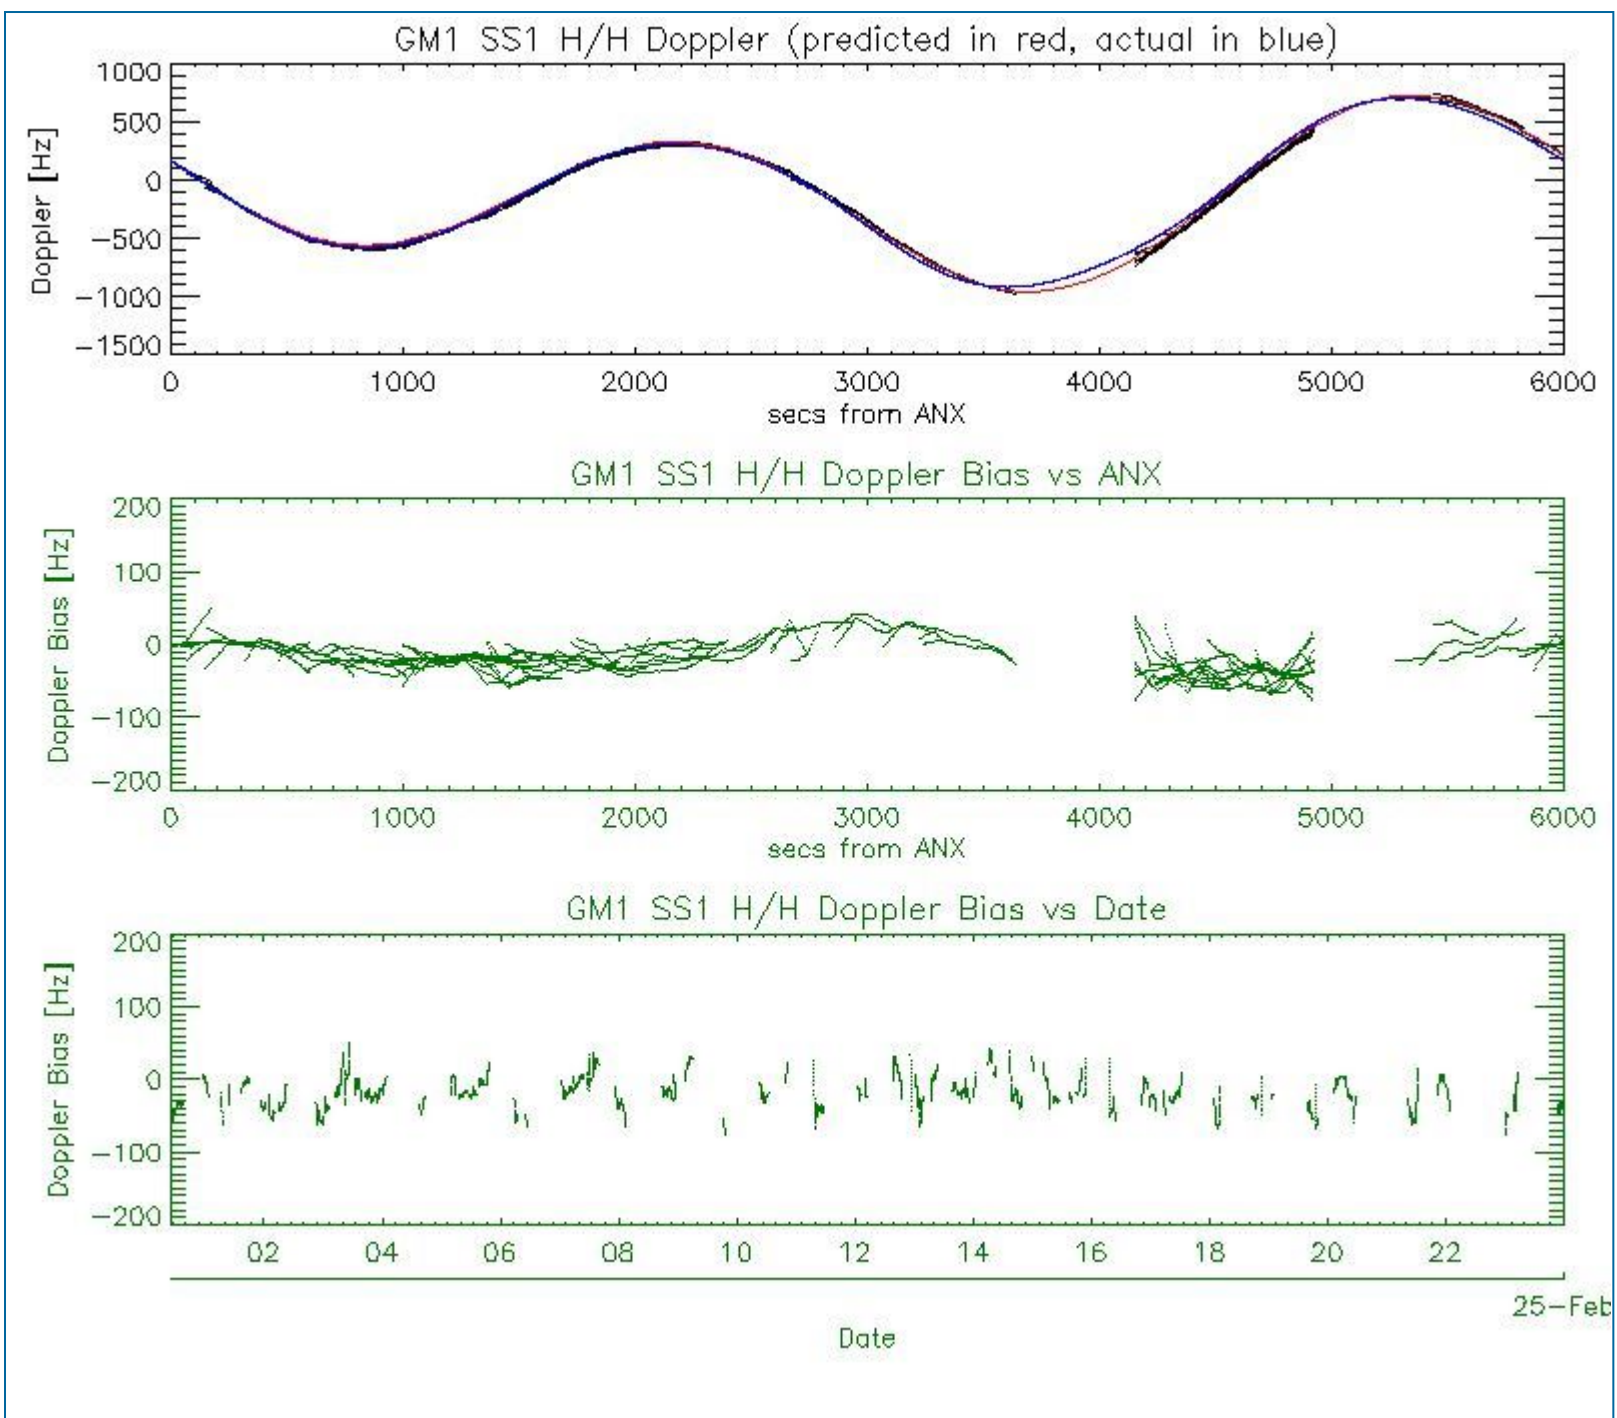 GM1 SS1 H/H Doppler (predicted in red, actual in blue)
1000
500
0
−500
−1000
−1500
Doppler [Hz]
0 1000 2000 3000 4000 5000 6000
secs from ANX
GM1 SS1 H/H Doppler Bias vs ANX
200
100
0
−100
−200
Doppler Bias [Hz]
0 1000 2000 3000 4000 5000 6000
secs from ANX
GM1 SS1 H/H Doppler Bias vs Date
200
100
0
−100
−200
Doppler Bias [Hz]
02 04 06 08 10 12 14 16 18 20 22
25−Feb
Date